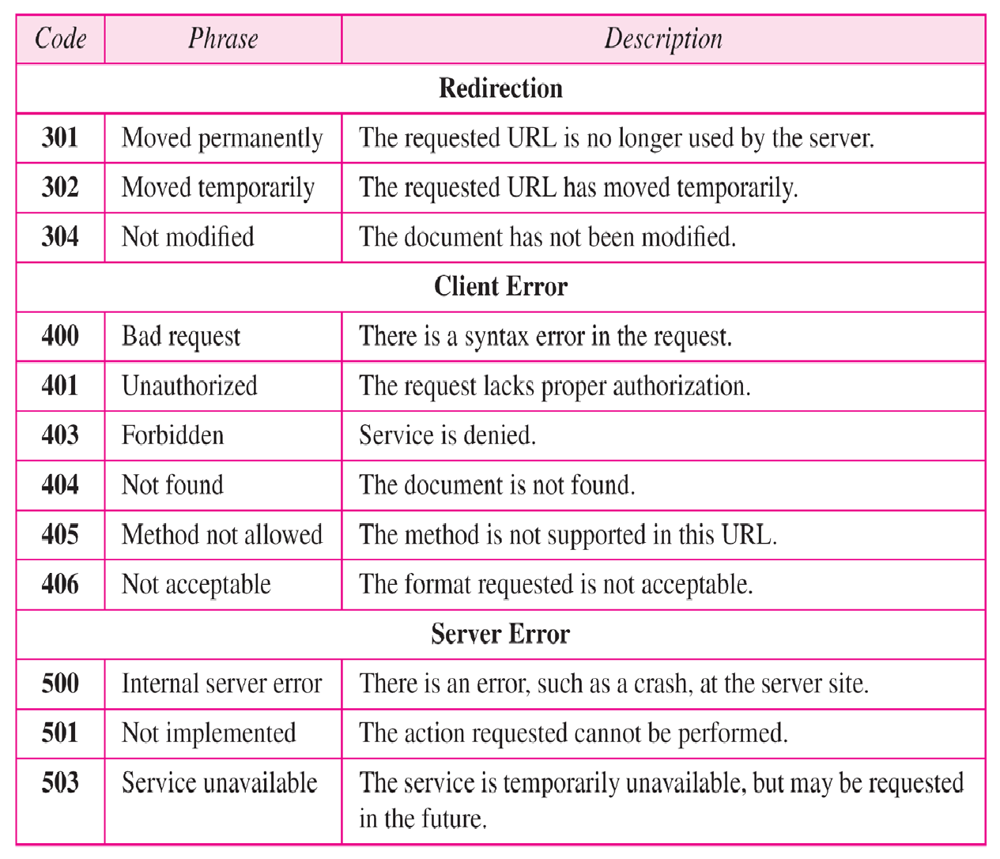 Code Phrase Description
Redirection
301 Moved permanently The requested URL is no longer used by the server.
302 Moved temporarily The requested URL has moved temporarily.
304 Not modified The document has not been modified.
Client Error
400 Bad request There is a syntax error in the request.
401 Unauthorized The request lacks proper authorization.
403 Forbidden Service is denied.
404 Not found The document is not found.
405 Method not allowed The method is not supported in this URL.
406 Not acceptable The format requested is not acceptable.
Server Error
500 Internal server error There is an error, such as a crash, at the server site.
501 Not implemented The action requested cannot be performed.
503 Service unavailable The service is temporarily unavailable, but may be requested
in the future.